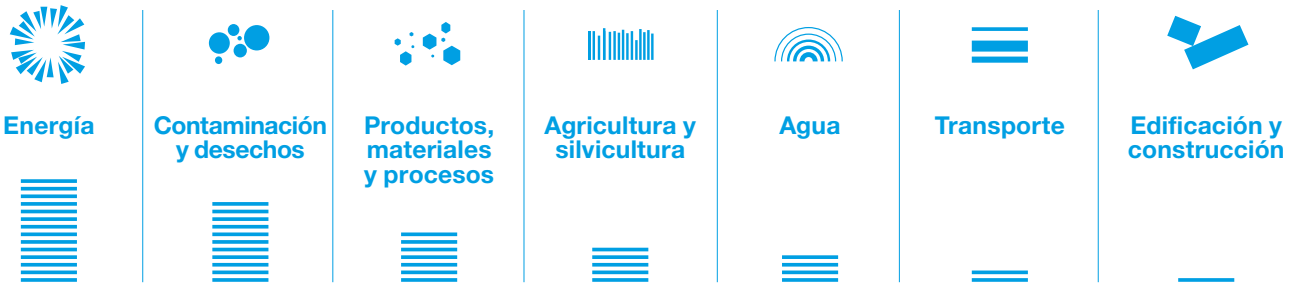 Energía
Contaminación
y desechos
Productos,
materiales
y procesos
Agricultura y
silvicultura
Agua
Transporte
Edificación y
construcción